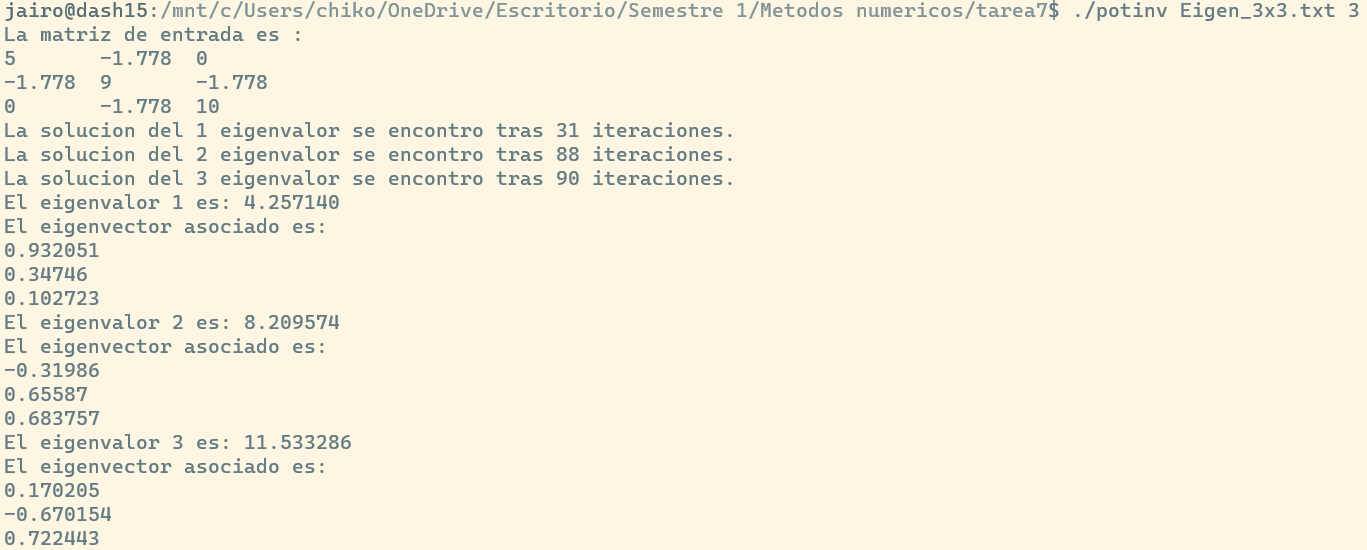 jairo@dash15:/mnt/c/Users/chiko/OneDrive/Escritorio/Semestre 1/Metodos numericos/tarea7$ ./potinv Eigen_3x3.txt 3
La matriz de entrada es :
5       -1.778  0
-1.778  9       -1.778
0       -1.778  10
La solucion del 1 eigenvalor se encontro tras 31 iteraciones.
La solucion del 2 eigenvalor se encontro tras 88 iteraciones.
La solucion del 3 eigenvalor se encontro tras 90 iteraciones.
El eigenvalor 1 es: 4.257140
El eigenvector asociado es:
0.932051
0.34746
0.102723
El eigenvalor 2 es: 8.209574
El eigenvector asociado es:
-0.31986
0.65587
0.683757
El eigenvalor 3 es: 11.533286
El eigenvector asociado es:
0.170205
-0.670154
0.722443